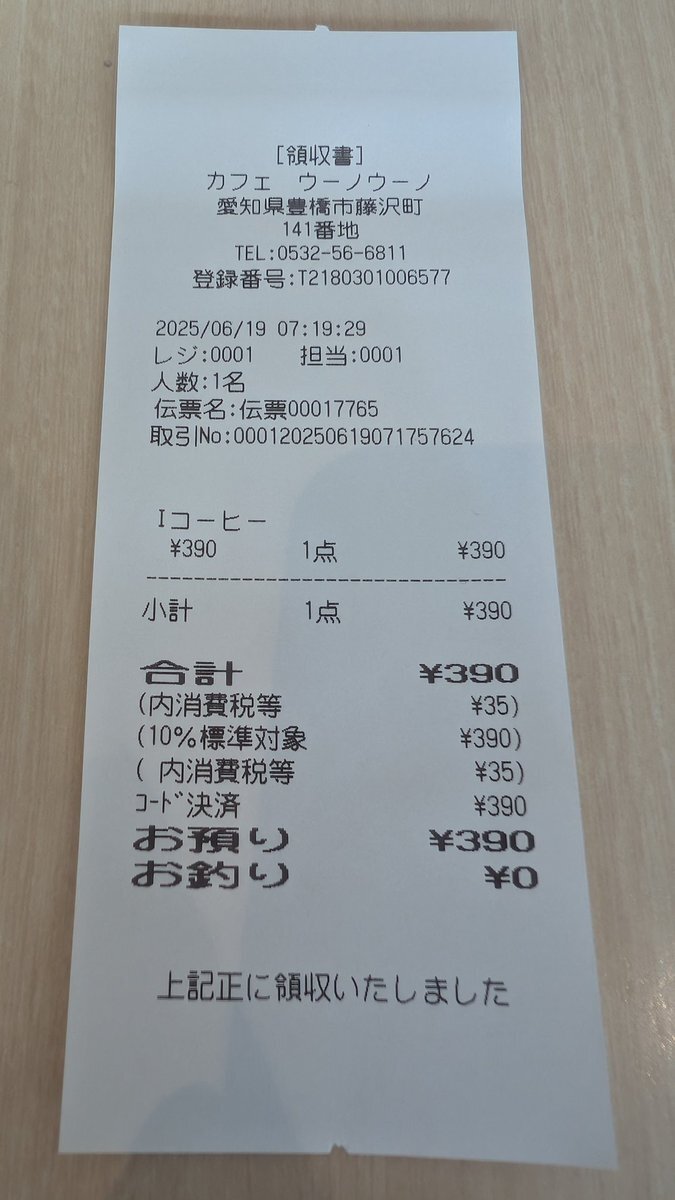 [領収書]
カフェ ウーノウーノ
愛知県豊橋市藤沢町
141番地
TEL:0532-56-6811
登録番号:T2180301006577
2025/06/19 07:19:29
レジ:0001 担当:0001
人数:1名
伝票名:伝票00017765
取引No:000120250619071757624
Iコーヒー
¥390 1点 ¥390
--------------------------------
小計 1点 ¥390
合計 ¥390
(内消費税等 ¥35)
(10%標準対象 ¥390)
( 内消費税等 ¥35)
コード決済 ¥390
お預り ¥390
お釣り ¥0
上記正に領収いたしました